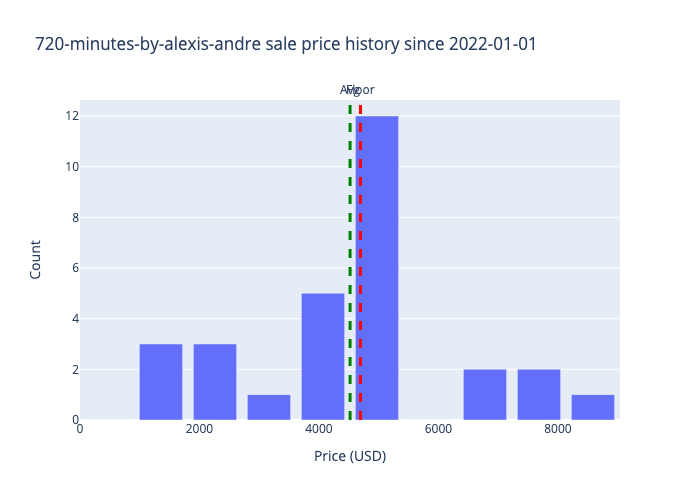 720-minutes-by-alexis-andre sale price history since 2022-01-01
Avg
Floor
12
10
8
6
4
2
0
Count
0
2000
4000
6000
8000
Price (USD)